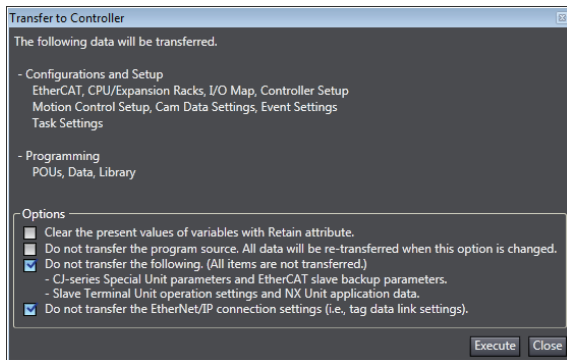 Transfer to Controller
The following data will be transferred.
- Configurations and Setup
EtherCAT, CPU/Expansion Racks, I/O Map, Controller Setup
Motion Control Setup, Cam Data Settings, Event Settings
Task Settings
- Programming
POUs, Data, Library
Options
Clear the present values of variables with Retain attribute.
Do not transfer the program source. All data will be re-transferred when this option is changed.
Do not transfer the following. (All items are not transferred.)
- CJ-series Special Unit parameters and EtherCAT slave backup parameters.
- Slave Terminal Unit operation settings and NX Unit application data.
Do not transfer the EtherNet/IP connection settings (i.e., tag data link settings).
Execute Close